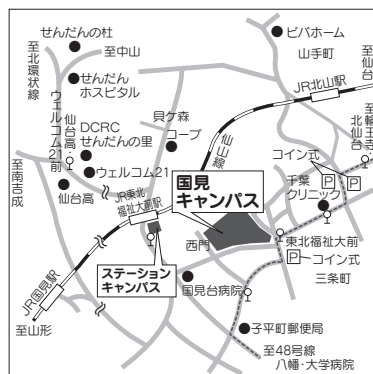 せんだんの杜
至中山
至北環状線
せんだん
ホスピタル
ウェルコム21前
仙台高・
DCRC
せんだんの里
ウェルコム21
仙台高
至南吉成
貝ケ森
コープ
仙山線
JR北山駅
ビバホーム
山手町
至仙台
至輪王寺・
北仙台
コイン式
P
P
千葉
クリニック
国見
キャンパス
JR東北
福祉大前駅
西門
東北福祉大前
P
コイン式
三条町
ステーション
キャンパス
国見台病院
JR国見駅
至山形
子平町郵便局
至48号線
八幡・大学病院